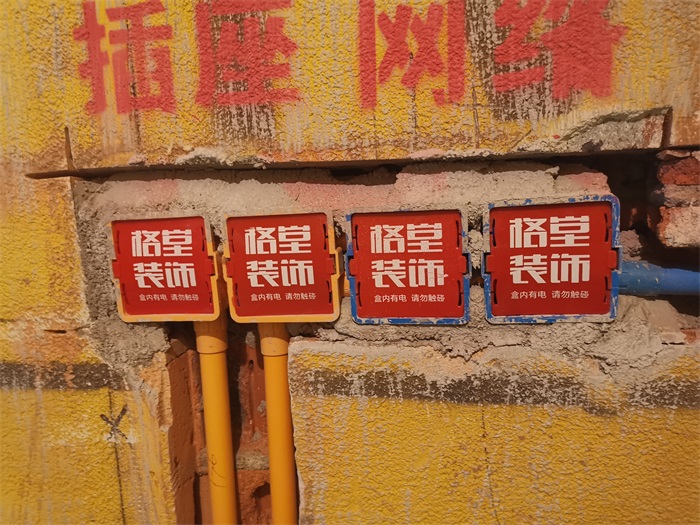 插座 网络
格堂
装饰
盒内有电 请勿触碰
格堂
装饰
盒内有电 请勿触碰
格堂
装饰
盒内有电 请勿触碰
格堂
装饰
盒内有电 请勿触碰